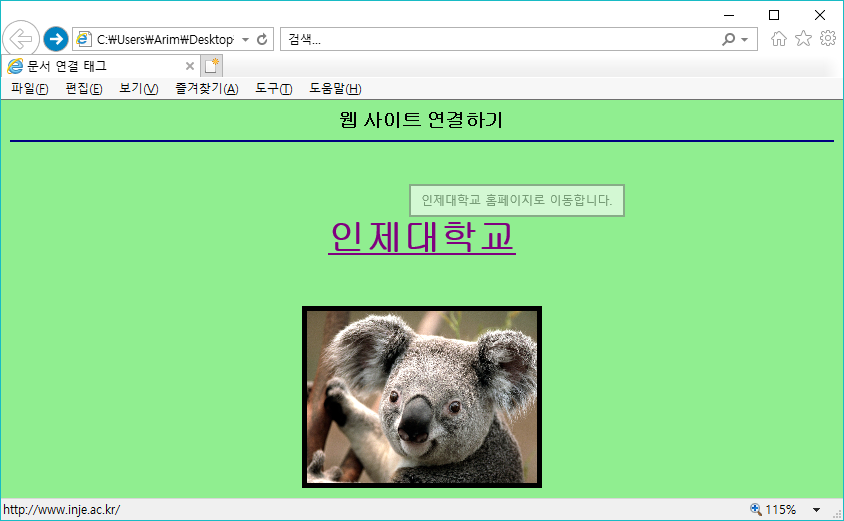 C:₩Users₩Arim₩Desktop
검색...
문서 연결 태그
파일(F) 편집(E) 보기(V) 즐겨찾기(A) 도구(T) 도움말(H)
웹 사이트 연결하기
인제대학교 홈페이지로 이동합니다.
인제대학교
http://www.inje.ac.kr/
115%